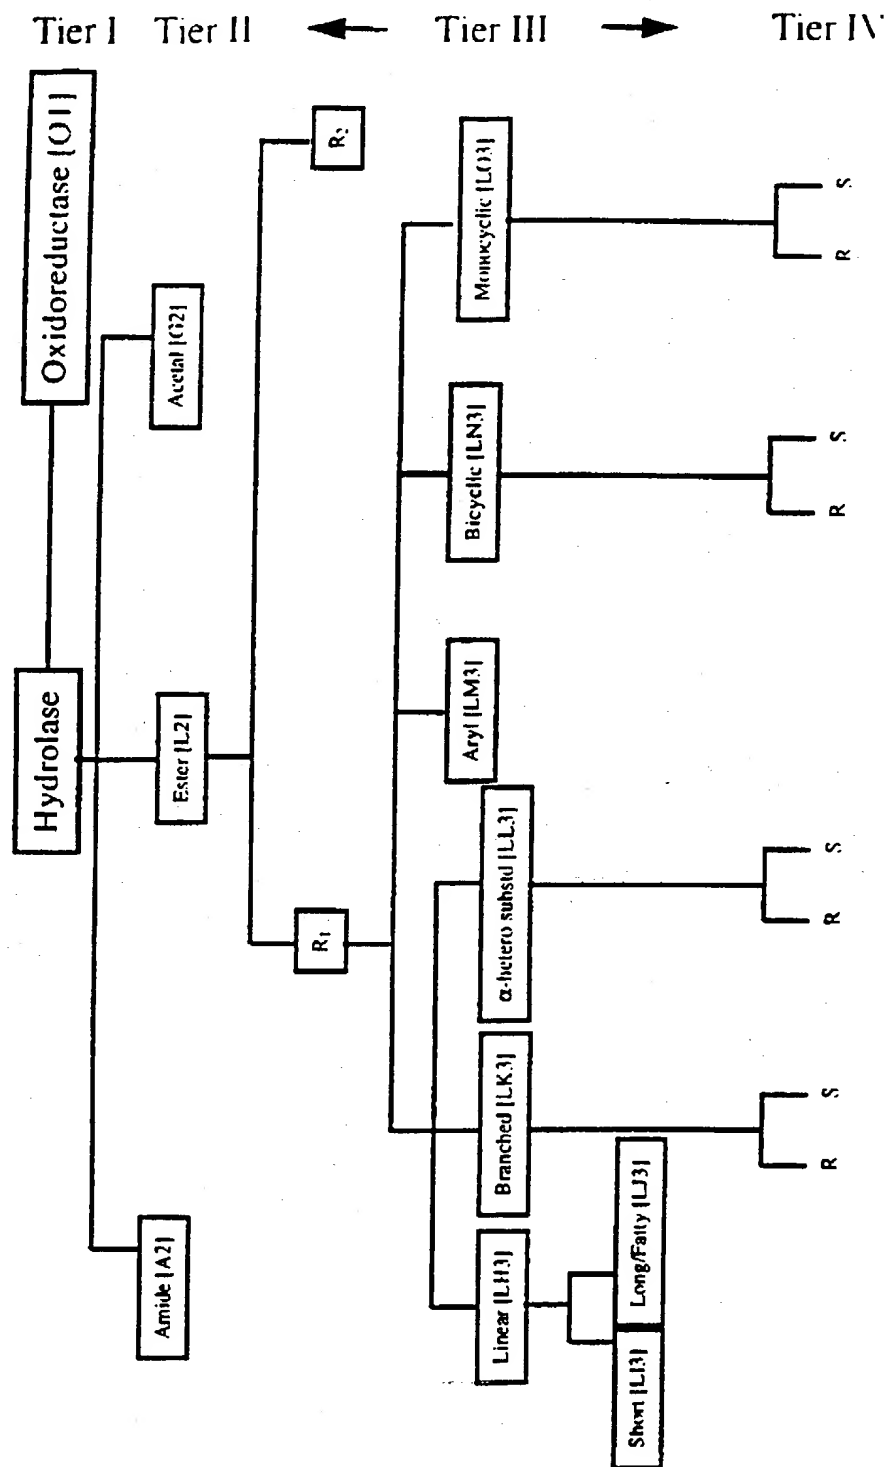 Tier I
Tier II
Tier III
Tier IV
Oxidoreductase [O1]
Hydrolase
Acetal [G2]
Ester [L2]
Amide [A2]
R₂
R₁
Monocyclic [LO3]
Bicyclic [LN3]
Aryl [LM3]
α-hetero substd [LL3]
Branched [LK3]
Linear [LH3]
Long/Fatty [LJ3]
Short [LI3]
S
R
S
R
S
R
S
R